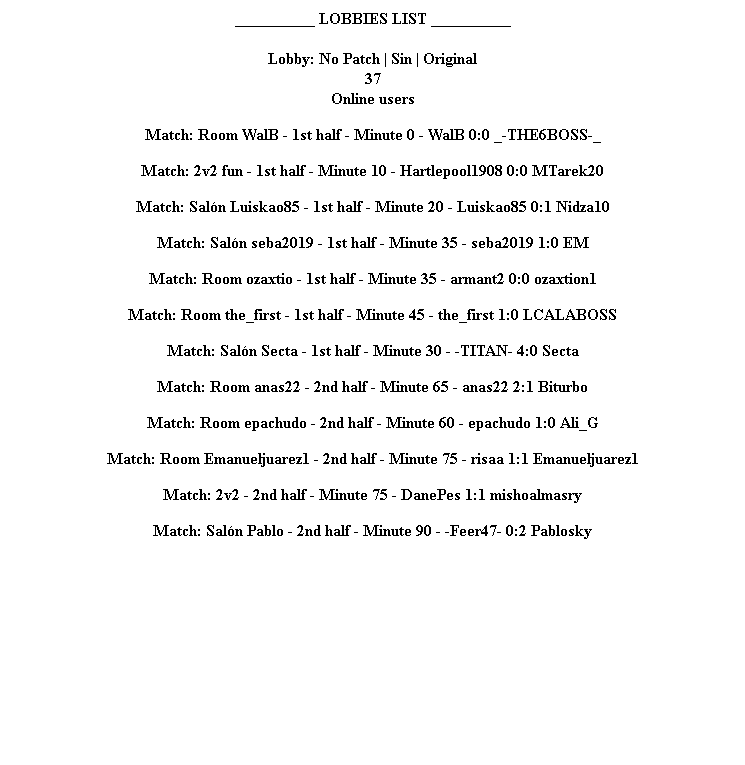 __________ LOBBIES LIST __________
Lobby: No Patch | Sin | Original
37
Online users
Match: Room WalB - 1st half - Minute 0 - WalB 0:0 _-THE6BOSS-_
Match: 2v2 fun - 1st half - Minute 10 - Hartlepool1908 0:0 MTarek20
Match: Salón Luiskao85 - 1st half - Minute 20 - Luiskao85 0:1 Nidza10
Match: Salón seba2019 - 1st half - Minute 35 - seba2019 1:0 EM
Match: Room ozaxtio - 1st half - Minute 35 - armant2 0:0 ozaxtion1
Match: Room the_first - 1st half - Minute 45 - the_first 1:0 LCALABOSS
Match: Salón Secta - 1st half - Minute 30 - -TITAN- 4:0 Secta
Match: Room anas22 - 2nd half - Minute 65 - anas22 2:1 Biturbo
Match: Room epachudo - 2nd half - Minute 60 - epachudo 1:0 Ali_G
Match: Room Emanueljuarez1 - 2nd half - Minute 75 - risaa 1:1 Emanueljuarez1
Match: 2v2 - 2nd half - Minute 75 - DanePes 1:1 mishoalmasry
Match: Salón Pablo - 2nd half - Minute 90 - -Feer47- 0:2 Pablosky